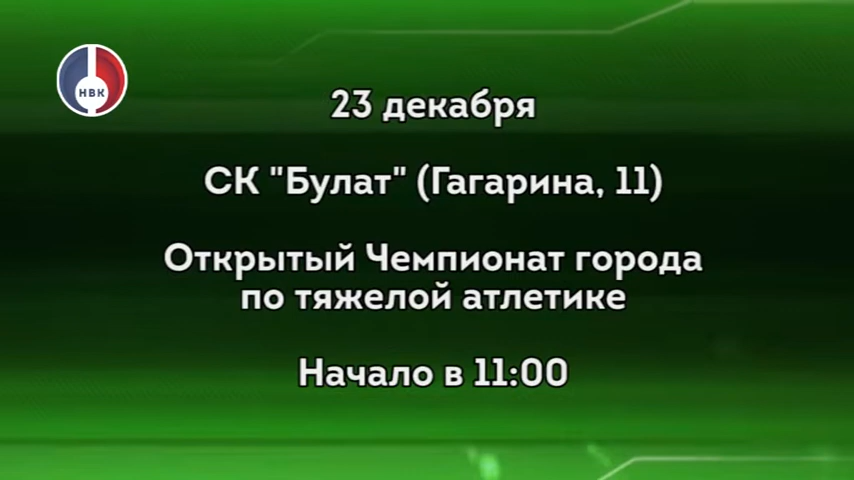 НВК
23 декабря
СК "Булат" (Гагарина, 11)
Открытый Чемпионат города
по тяжелой атлетике
Начало в 11:00